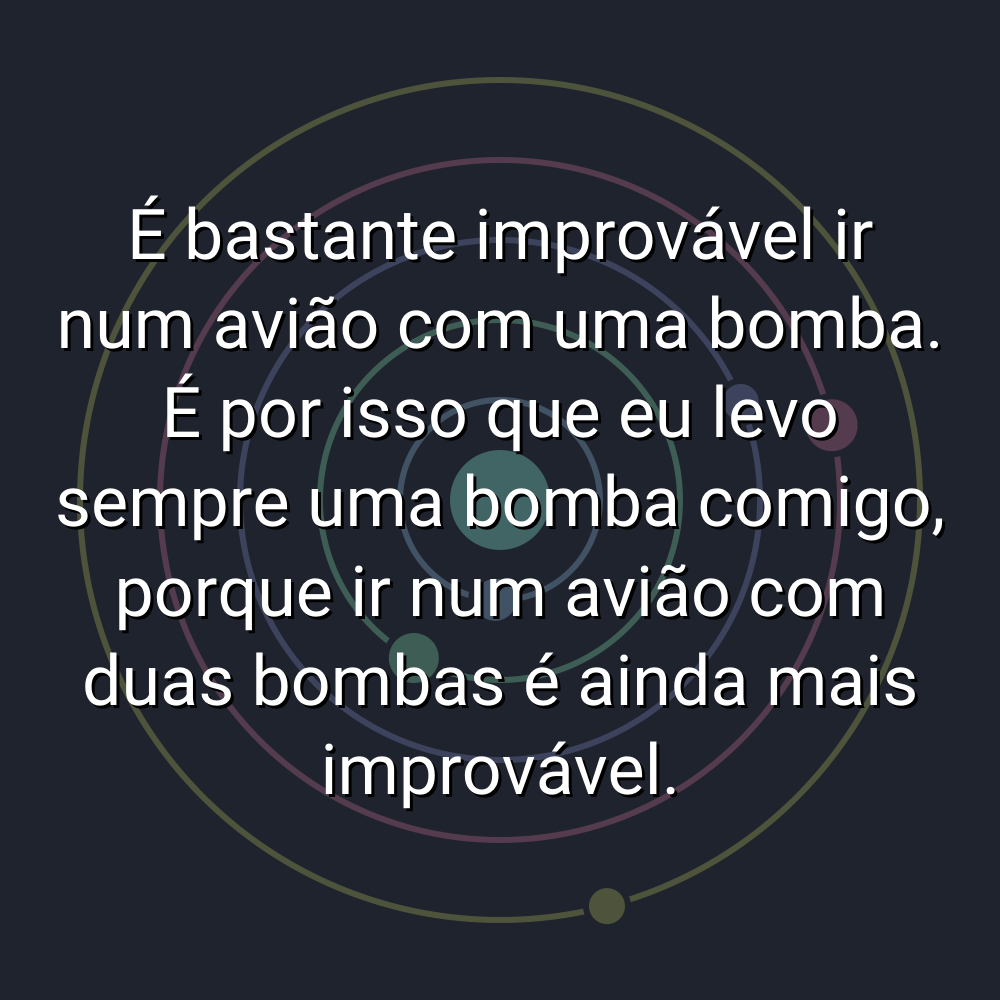 É bastante improvável ir
num avião com uma bomba.
É por isso que eu levo
sempre uma bomba comigo,
porque ir num avião com
duas bombas é ainda mais
improvável.